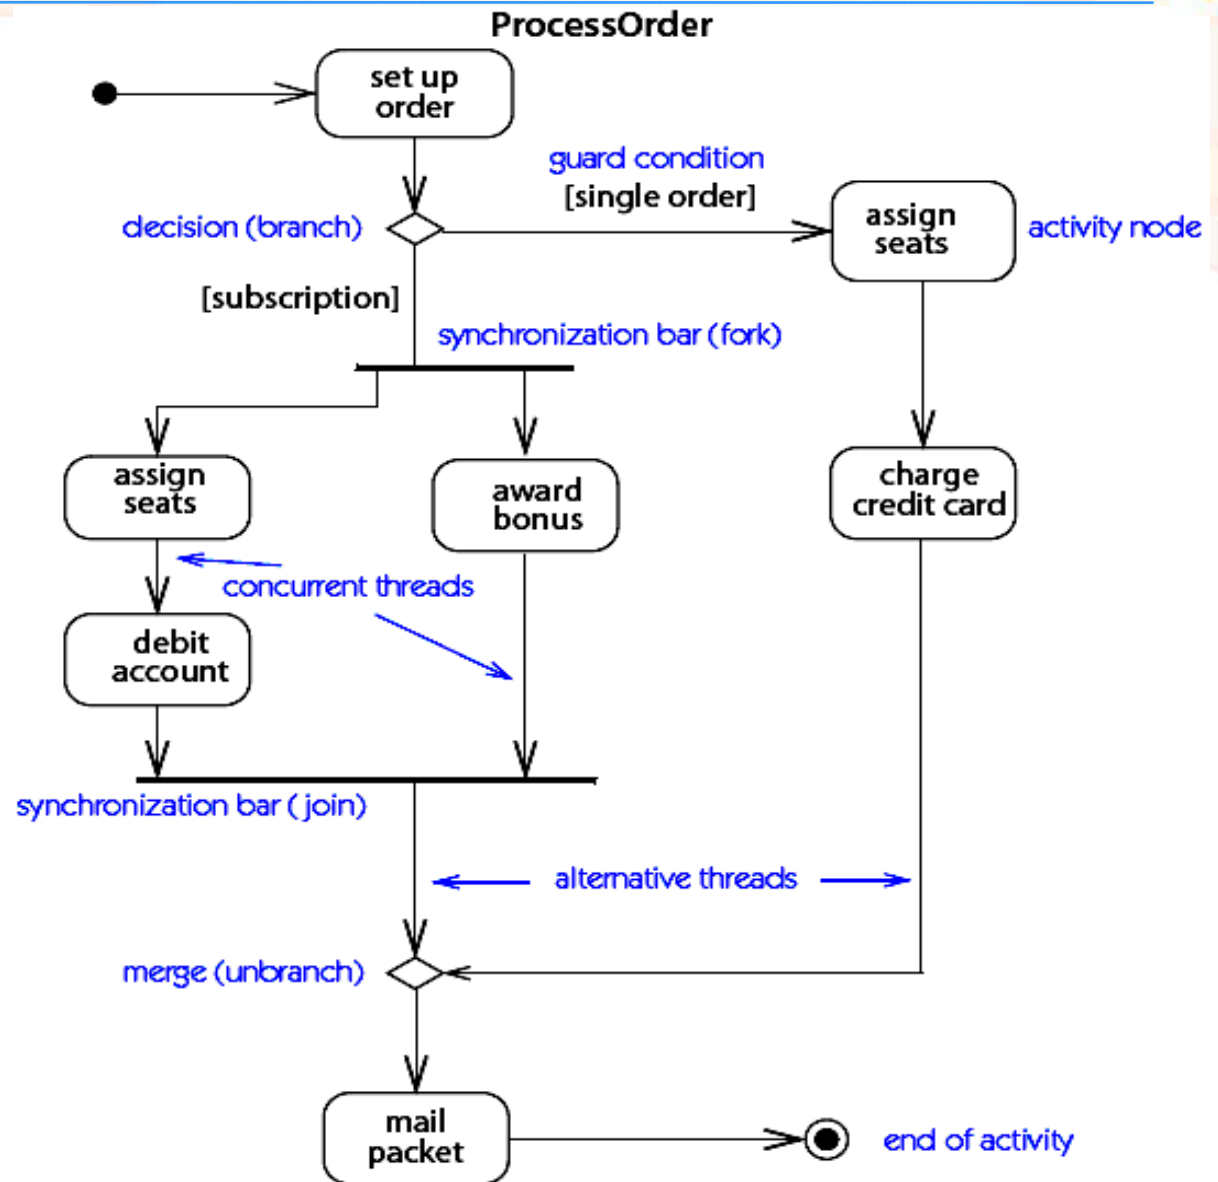 ProcessOrder
set up
order
guard condition
[single order]
assign
seats
activity node
decision (branch)
[subscription]
synchronization bar (fork)
assign
seats
award
bonus
charge
credit card
concurrent threads
debit
account
synchronization bar (join)
alternative threads
merge (unbranch)
mail
packet
end of activity